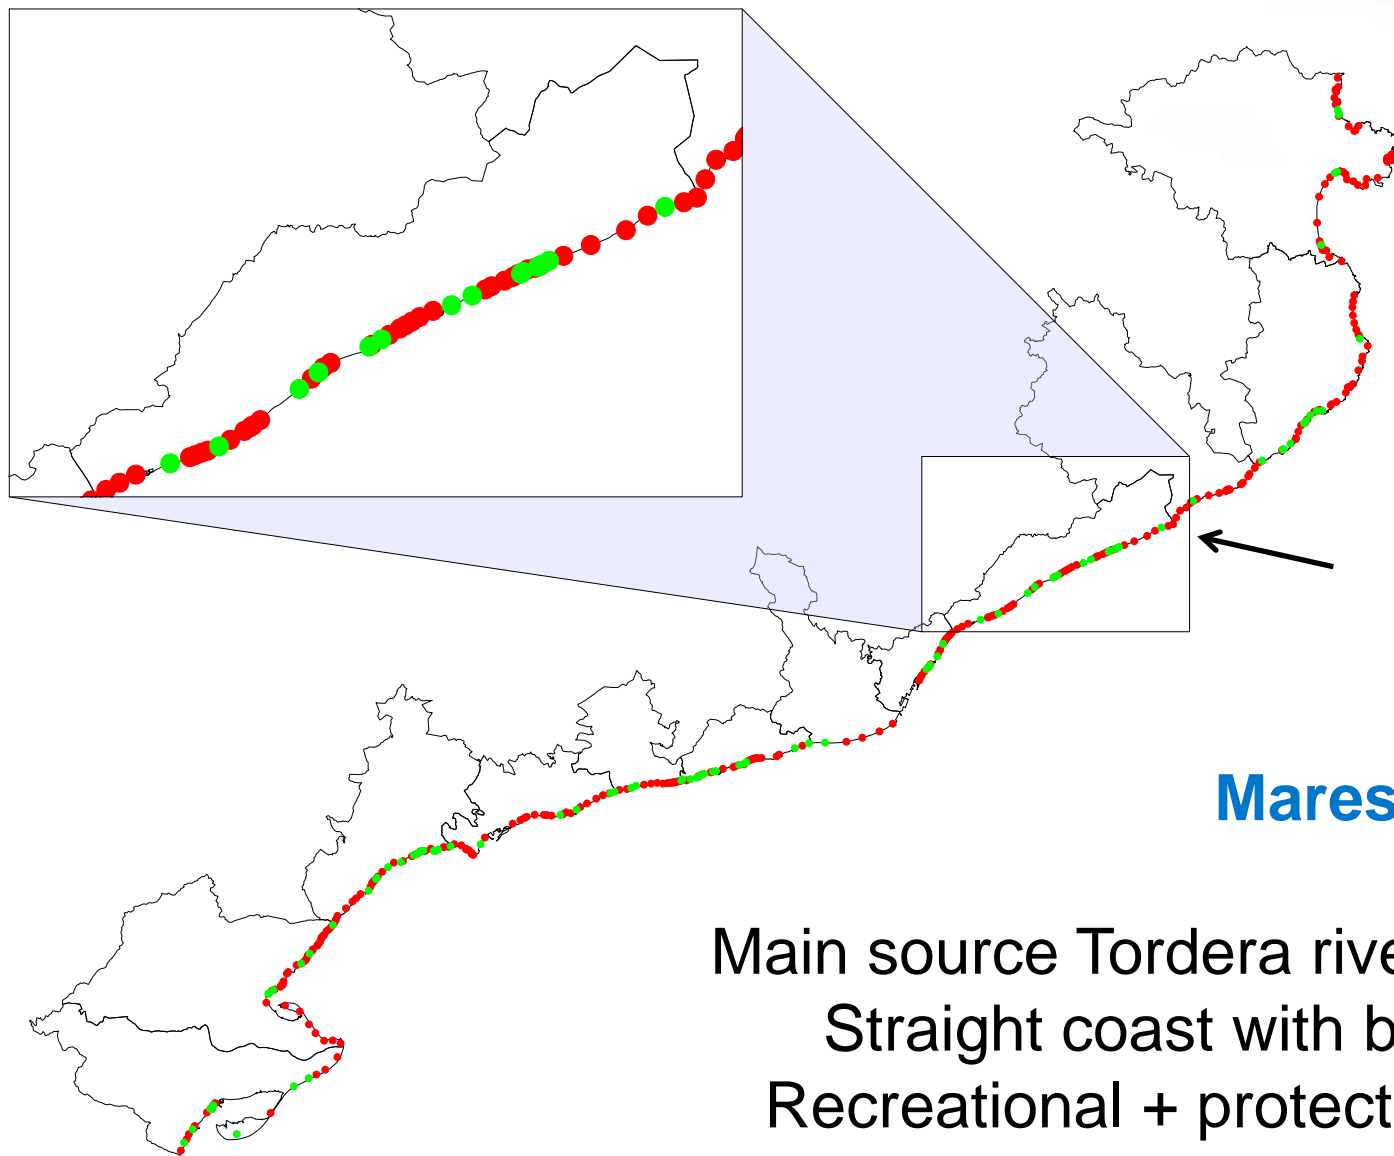 Mares
Main source Tordera rive
Straight coast with b
Recreational + protect